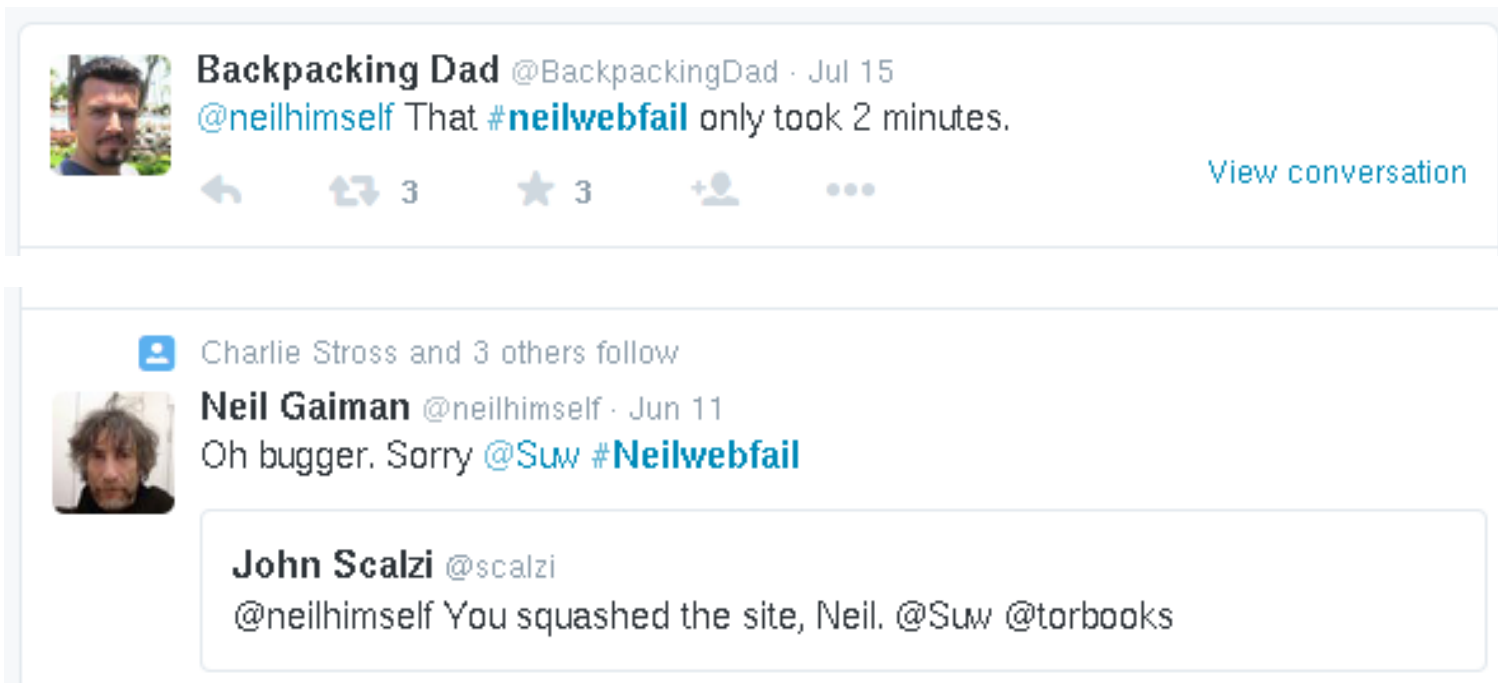 Backpacking Dad @BackpackingDad · Jul 15
@neilhimself That #neilwebfail only took 2 minutes.
View conversation
3 3
Charlie Stross and 3 others follow
Neil Gaiman @neilhimself · Jun 11
Oh bugger. Sorry @Suw #Neilwebfail
John Scalzi @scalzi
@neilhimself You squashed the site, Neil. @Suw @torbooks